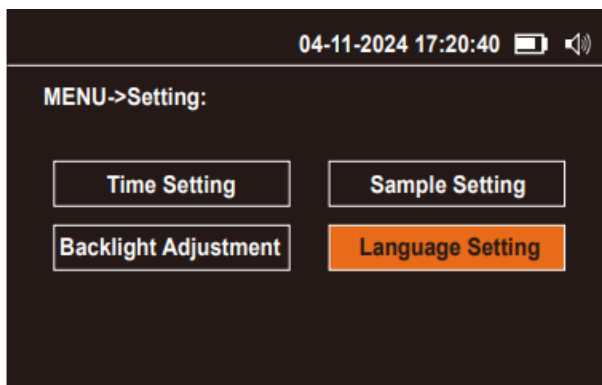 04-11-2024 17:20:40
MENU->Setting:
Time Setting
Sample Setting
Backlight Adjustment
Language Setting